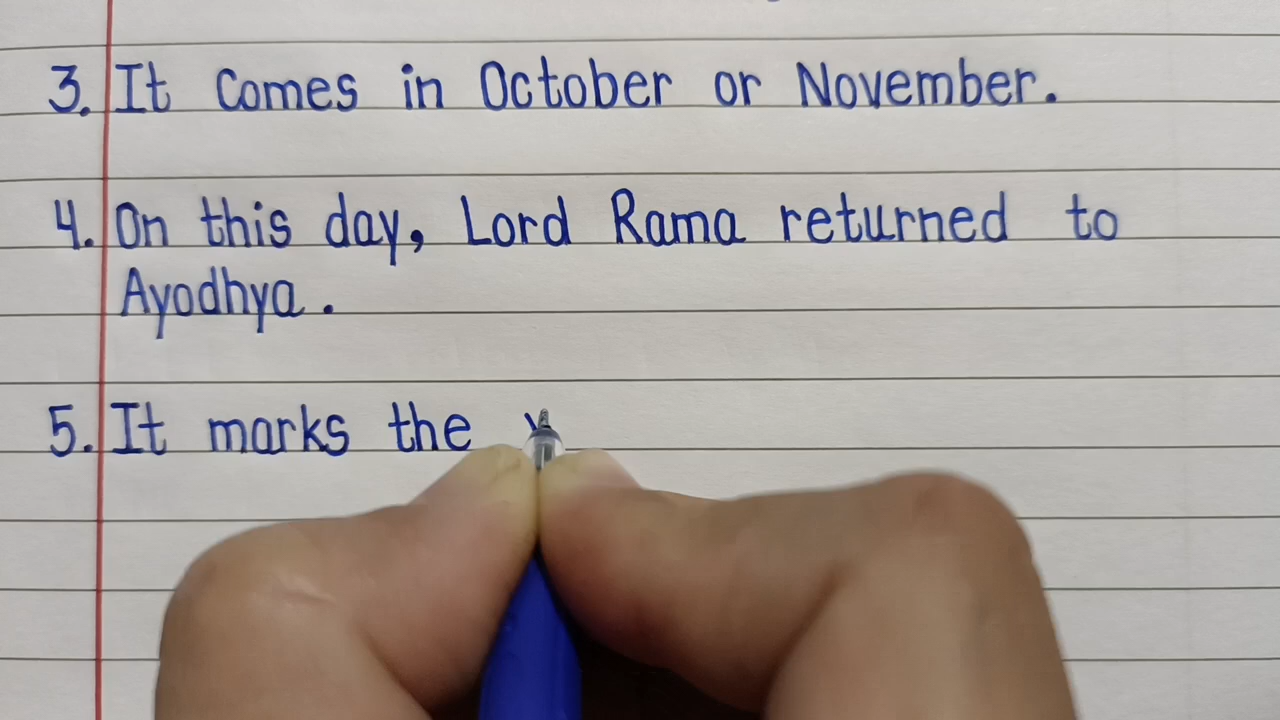 3. It Comes in October or November.
4. On this day, Lord Rama returned to
Ayodhya.
5. It marks the